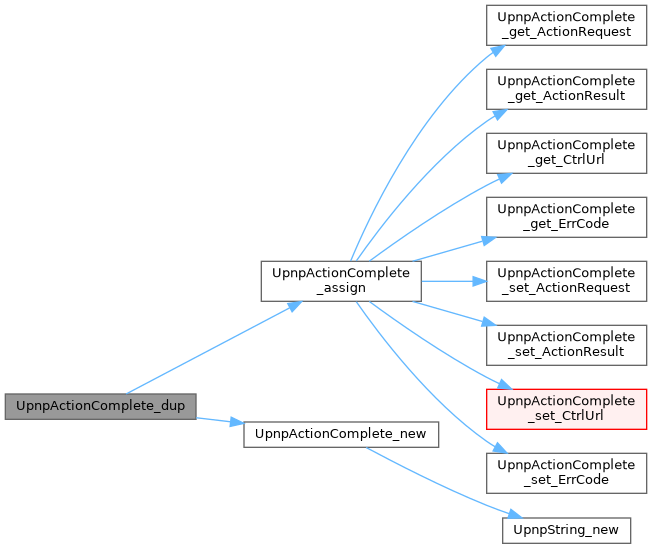 UpnpActionComplete
_get_ActionRequest
UpnpActionComplete
_get_ActionResult
UpnpActionComplete
_get_CtrlUrl
UpnpActionComplete
_get_ErrCode
UpnpActionComplete
_assign
UpnpActionComplete
_set_ActionRequest
UpnpActionComplete
_set_ActionResult
UpnpActionComplete_dup
UpnpActionComplete
_set_CtrlUrl
UpnpActionComplete_new
UpnpActionComplete
_set_ErrCode
UpnpString_new